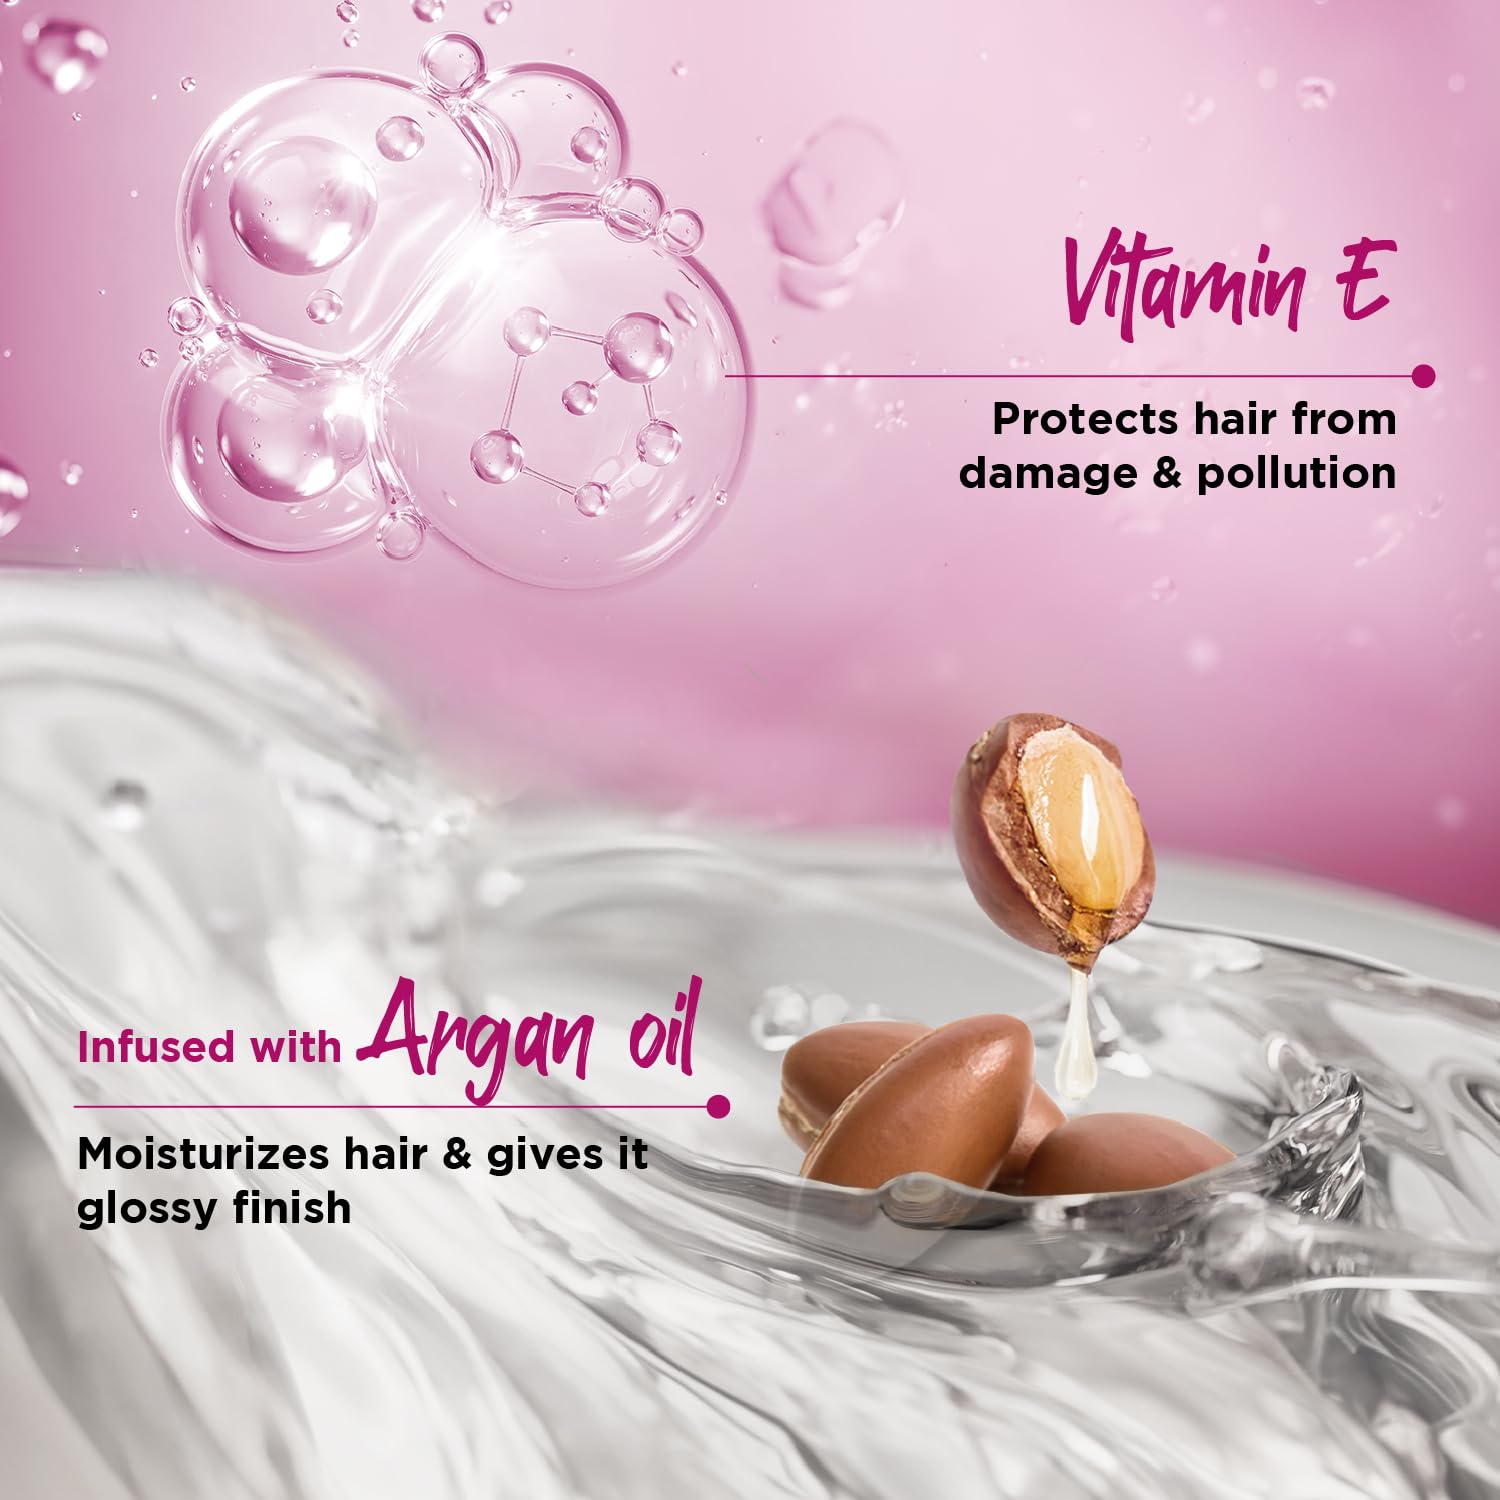 Vitamin E
Protects hair from
damage & pollution
Infused with Argan oil
Moisturizes hair & gives it
glossy finish